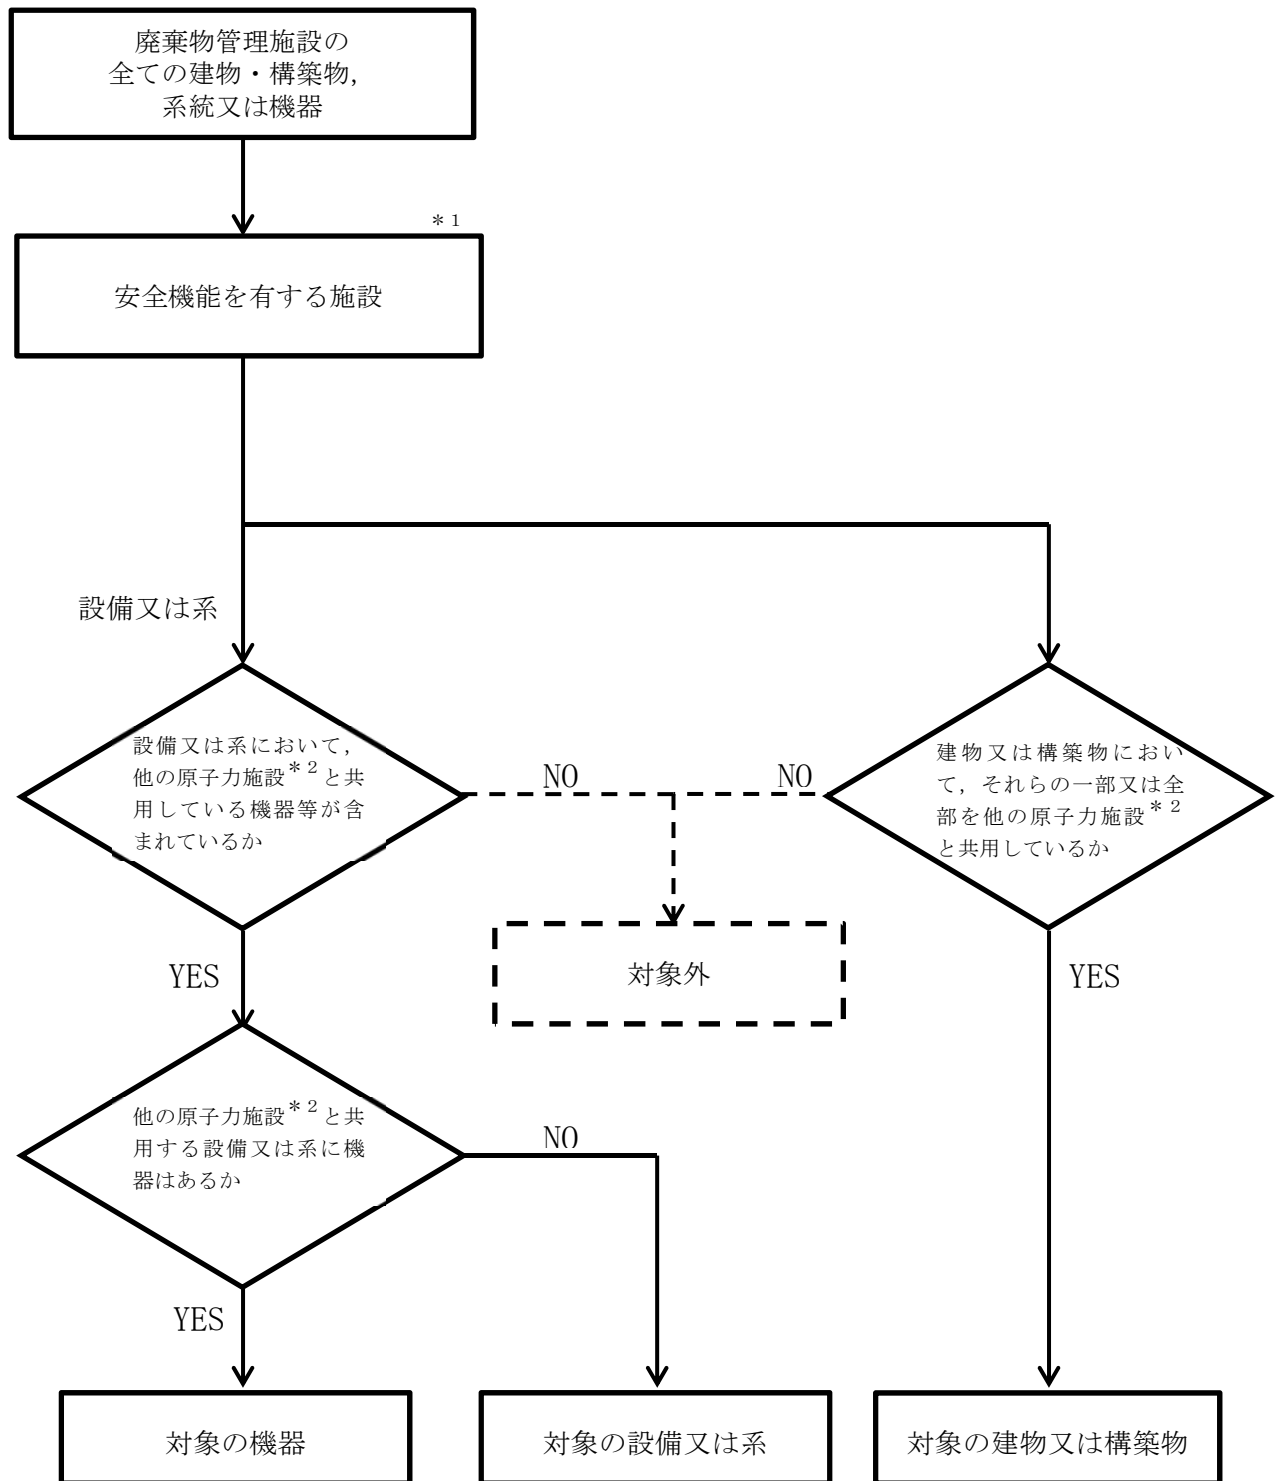 廃棄物管理施設の
全ての建物・構築物,
系統又は機器
*1
安全機能を有する施設
設備又は系
設備又は系において,
他の原子力施設*2と共
用している機器等が含
まれているか
NO
NO
建物又は構築物におい
て, それらの一部又は全
部を他の原子力施設*2
と共用しているか
対象外
YES
YES
他の原子力施設*2と共
用する設備又は系に機
器はあるか
NO
YES
対象の機器
対象の設備又は系
対象の建物又は構築物